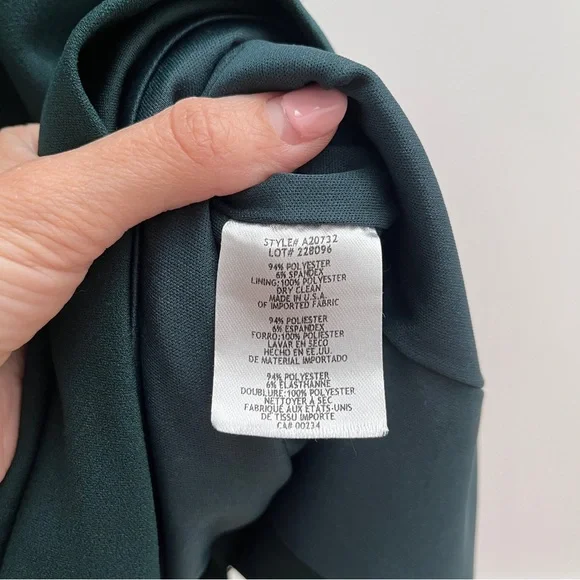 STYLE# A20732
LOT# 228096
94% POLYESTER
6% SPANDEX
LINING:100% POLYESTER
DRY CLEAN
MADE IN U.S.A.
OF IMPORTED FABRIC
94% POLIESTER
6% ESPANDEX
FORRO:100% POLYESTER
LAVAR EN SECO
HECHO EN EE.UU.
DE MATERIAL IMPORTADO
94% POLYESTER
6% ELASTHANNE
DOUBLURE:100% POLYESTER
NETTOYER A SEC
FABRIQUÉ AUX ETATS-UNIS
DE TISSU IMPORTE
CA# 00234